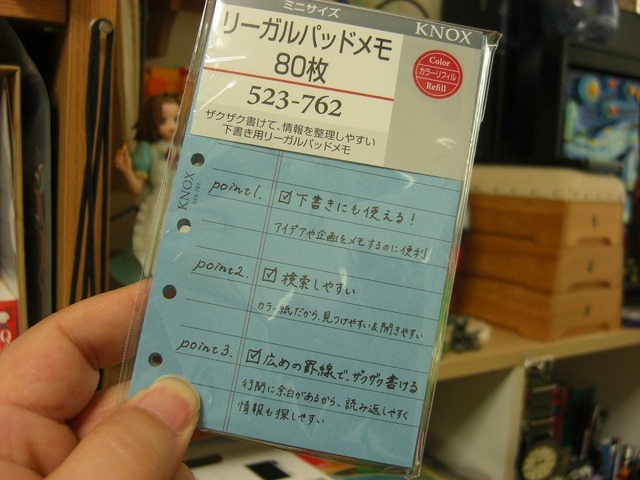 ミニサイズ
KNOX
リーガルパッドメモ
80枚
Color
カラーリフィル
Refill
523-762
ザクザク書けて、情報を整理しやすい
下書き用リーガルパッドメモ
KNOX
523-762
point1. ☑下書きにも使える!
アイデアや企画をメモするのに便利
point2. ☑検索しやすい
カラー紙だから、見つけやすい&開きやすい
point3. ☑広めの罫線で、ザクザク書ける
行間に余白があるから、読み返しやすく
情報も探しやすい